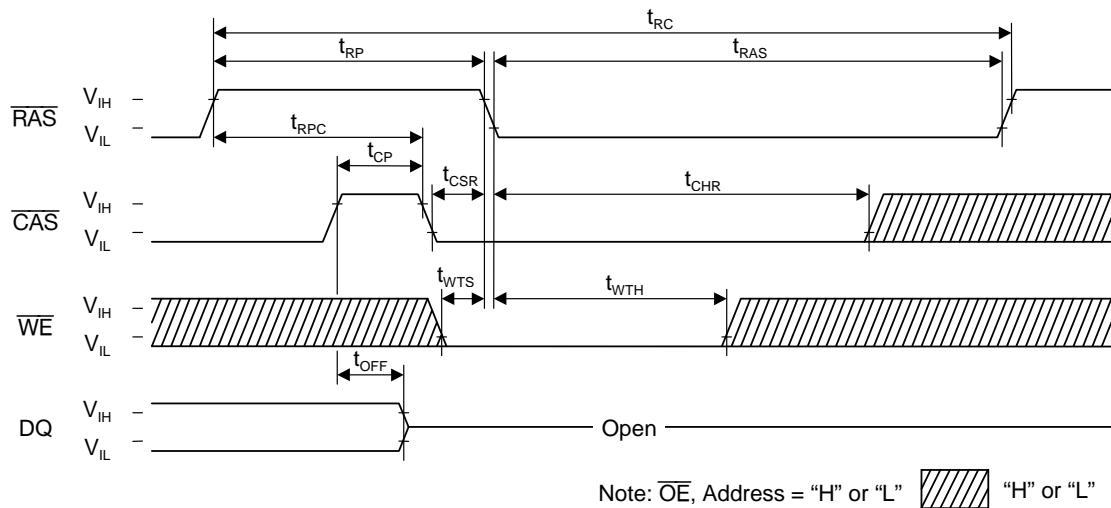 tRC
tRP
tRAS
RAS
VIH
VIL
tRPC
tCP
tCSR
tCHR
CAS
VIH
VIL
tWTS
tWTH
WE
VIH
VIL
tOFF
DQ
VIH
VIL
Open
Note: OE, Address = “H” or “L” “H” or “L”